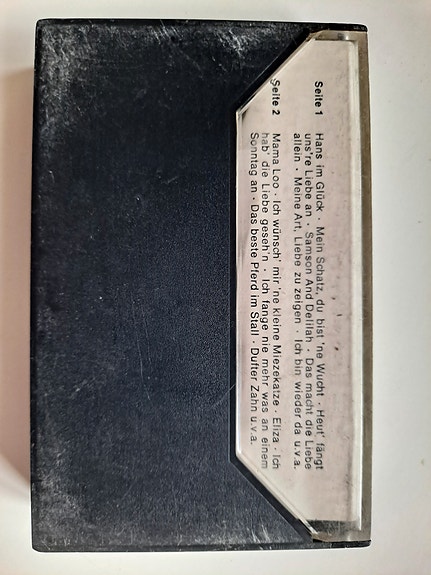 Seite 1 Hans im Glück · Mein Schatz, du bist 'ne Wucht · Heut' fängt
uns're Liebe an · Samson And Delilah · Das macht die Liebe
allein · Meine Art, Liebe zu zeigen · Ich bin wieder da u.v.a.
Seite 2 Mama Loo · Ich wünsch' mir 'ne kleine Miezekatze · Eliza · Ich
hab' die Liebe geseh'n · Ich fange nie mehr was an einem
Sonntag an · Das beste Pferd im Stall · Dufter Zahn u.v.a.